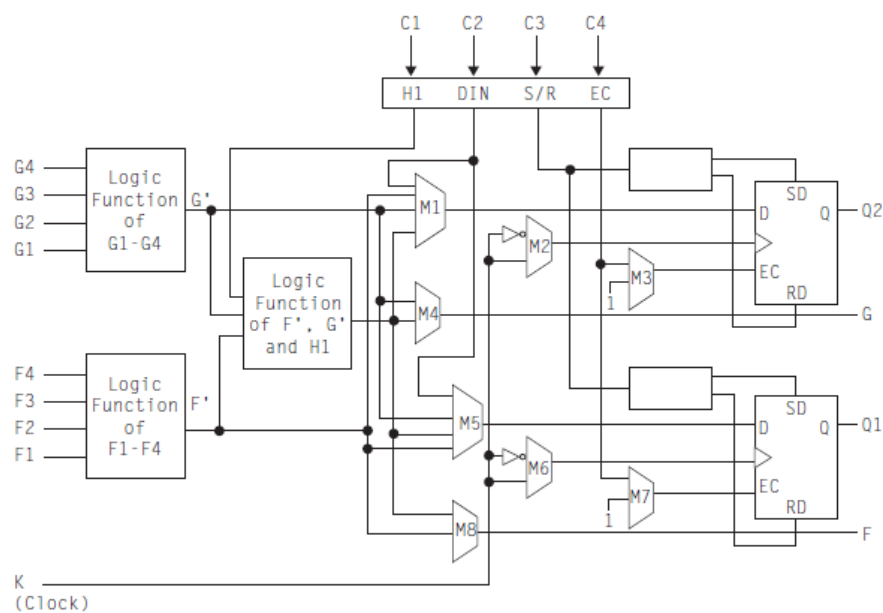 C1 C2 C3 C4
H1 DIN S/R EC
G4
G3
G2
G1
Logic
Function
of
G1-G4
G'
M1
M2
M3
1
D
SD
Q
EC
RD
Q2
G
Logic
Function
of F', G'
and H1
M4
F4
F3
F2
F1
Logic
Function
of
F1-F4
F'
M5
M6
M7
1
D
SD
Q
EC
RD
Q1
M8
F
K
(Clock)